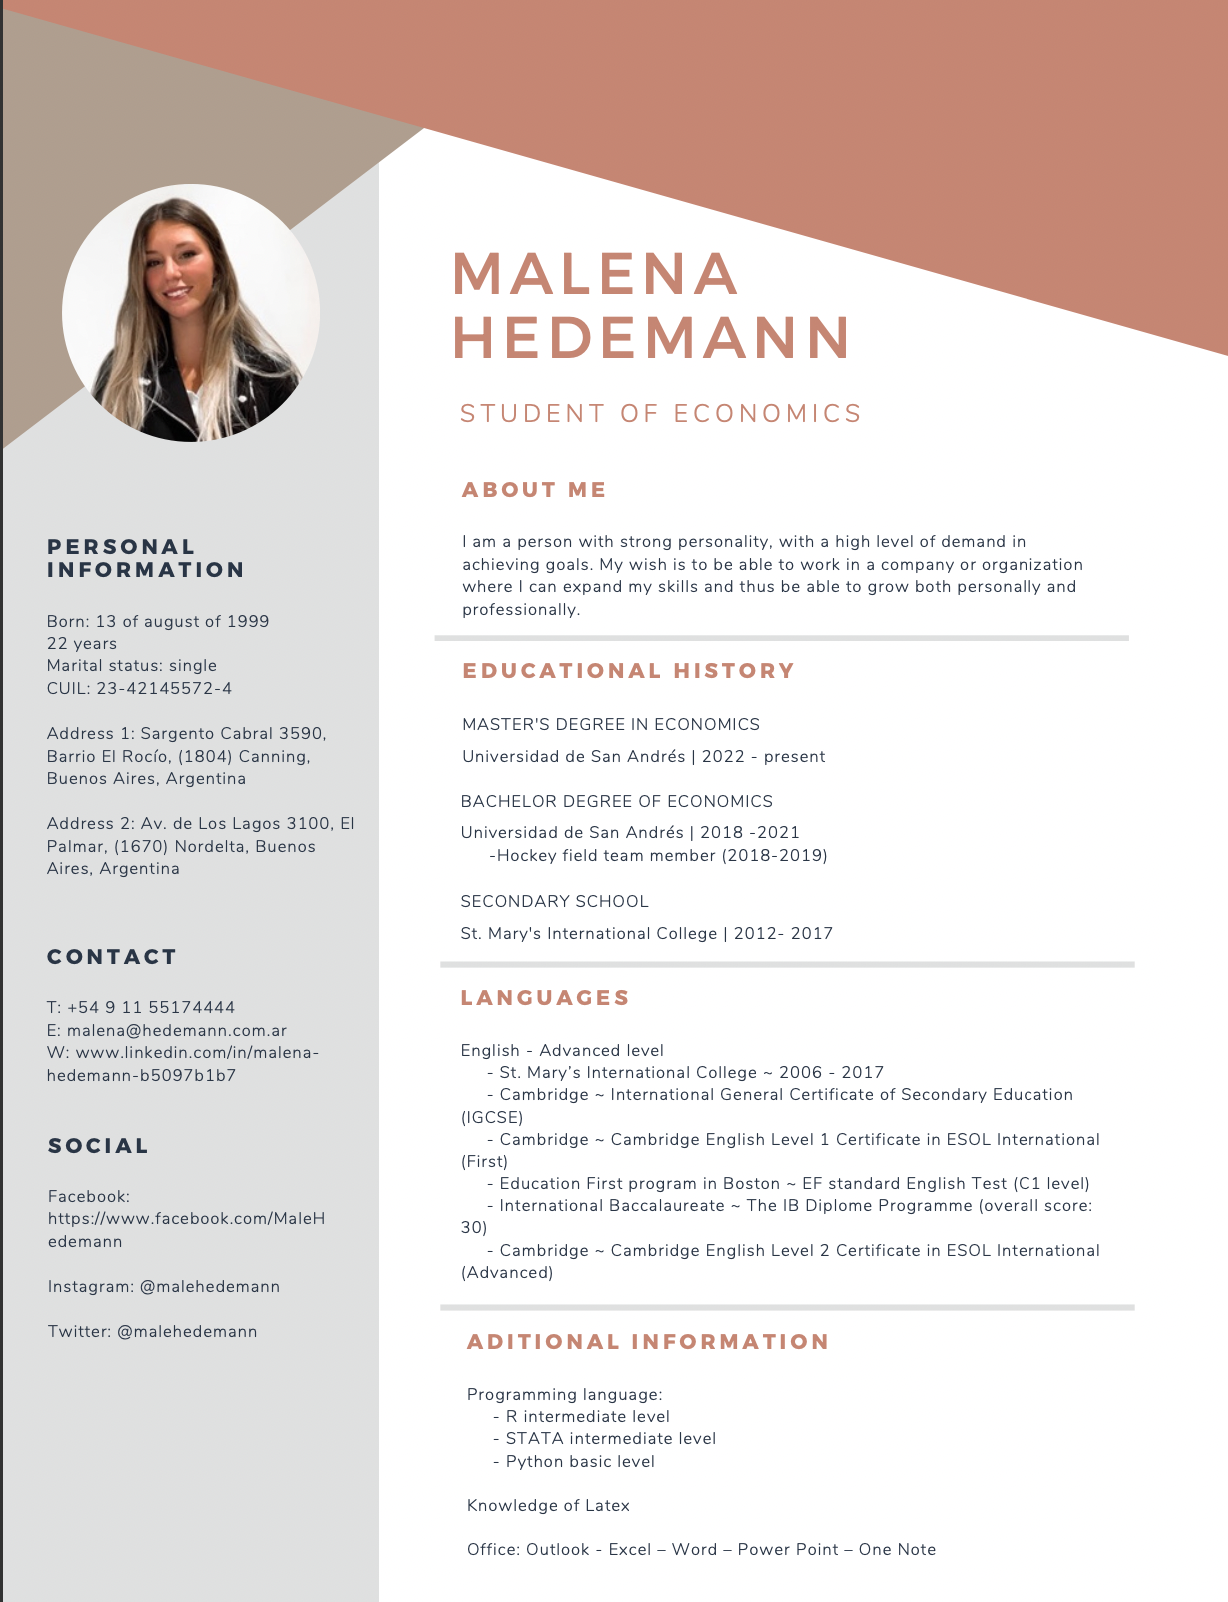 MALENA
HEDEMANN
STUDENT OF ECONOMICS
PERSONAL
INFORMATION
Born: 13 of august of 1999
22 years
Marital status: single
CUIL: 23-42145572-4
Address 1: Sargento Cabral 3590,
Barrio El Rocío, (1804) Canning,
Buenos Aires, Argentina
Address 2: Av. de Los Lagos 3100, El
Palmar, (1670) Nordelta, Buenos
Aires, Argentina
CONTACT
T: +54 9 11 55174444
E: malena@hedemann.com.ar
W: www.linkedin.com/in/malena-
hedemann-b5097b1b7
SOCIAL
Facebook:
https://www.facebook.com/MaleH
edemann
Instagram: @malehedemann
Twitter: @malehedemann
ABOUT ME
I am a person with strong personality, with a high level of demand in
achieving goals. My wish is to be able to work in a company or organization
where I can expand my skills and thus be able to grow both personally and
professionally.
EDUCATIONAL HISTORY
MASTER'S DEGREE IN ECONOMICS
Universidad de San Andrés | 2022 - present
BACHELOR DEGREE OF ECONOMICS
Universidad de San Andrés | 2018 -2021
-Hockey field team member (2018-2019)
SECONDARY SCHOOL
St. Mary's International College | 2012- 2017
LANGUAGES
English - Advanced level
- St. Mary’s International College ~ 2006 - 2017
- Cambridge ~ International General Certificate of Secondary Education
(IGCSE)
- Cambridge ~ Cambridge English Level 1 Certificate in ESOL International
(First)
- Education First program in Boston ~ EF standard English Test (C1 level)
- International Baccalaureate ~ The IB Diplome Programme (overall score:
30)
- Cambridge ~ Cambridge English Level 2 Certificate in ESOL International
(Advanced)
ADITIONAL INFORMATION
Programming language:
- R intermediate level
- STATA intermediate level
- Python basic level
Knowledge of Latex
Office: Outlook - Excel – Word – Power Point – One Note